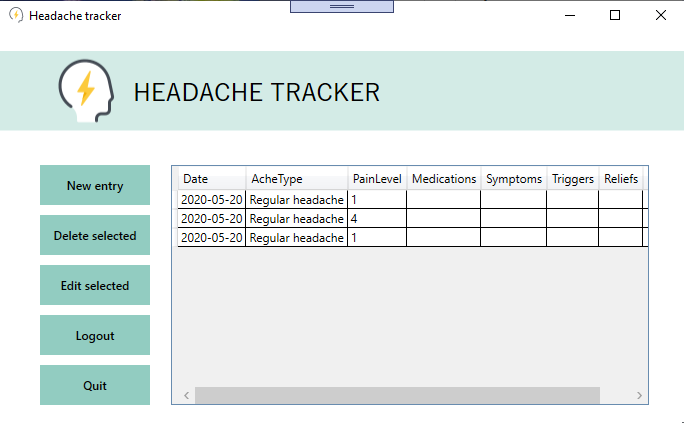 Headache tracker
HEADACHE TRACKER
New entry
Delete selected
Edit selected
Logout
Quit
Date AcheType PainLevel Medications Symptoms Triggers Reliefs
2020-05-20 Regular headache 1
2020-05-20 Regular headache 4
2020-05-20 Regular headache 1